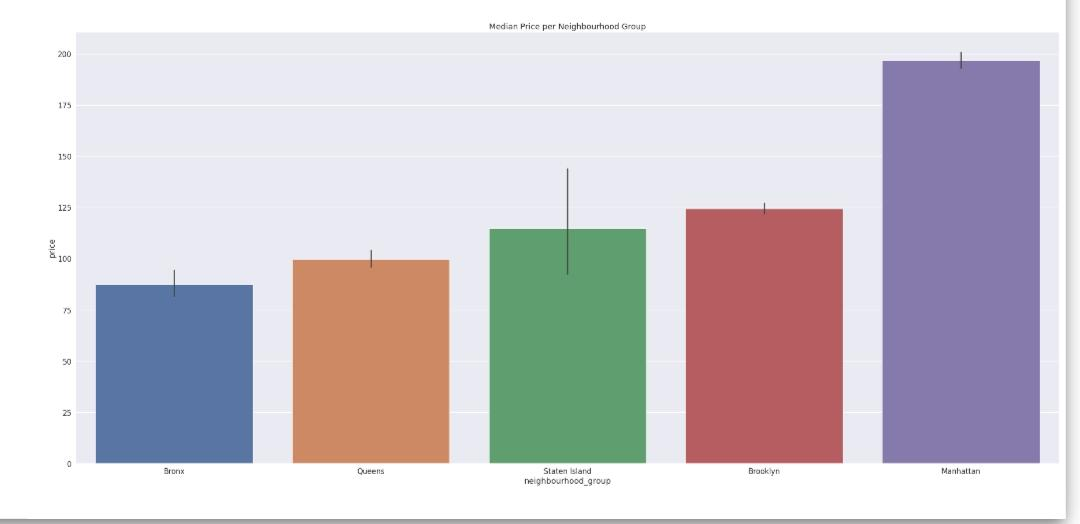 Median Price per Neighbourhood Group
200
175
150
125
100
75
50
25
0
price
Bronx Queens Staten Island Brooklyn Manhattan
neighbourhood_group